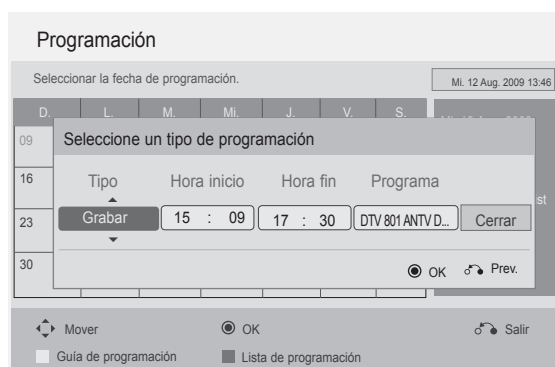 Programación
Seleccionar la fecha de programación.
Mi. 12 Aug. 2009 13:46
D. L. M. Mi. J. V. S.
09
Seleccione un tipo de programación
16
Tipo Hora inicio Hora fin Programa
st
23
Grabar 15 : 09 17 : 30 DTV 801 ANTV D... Cerrar
30
OK Prev.
Mover OK Salir
Guía de programación Lista de programación